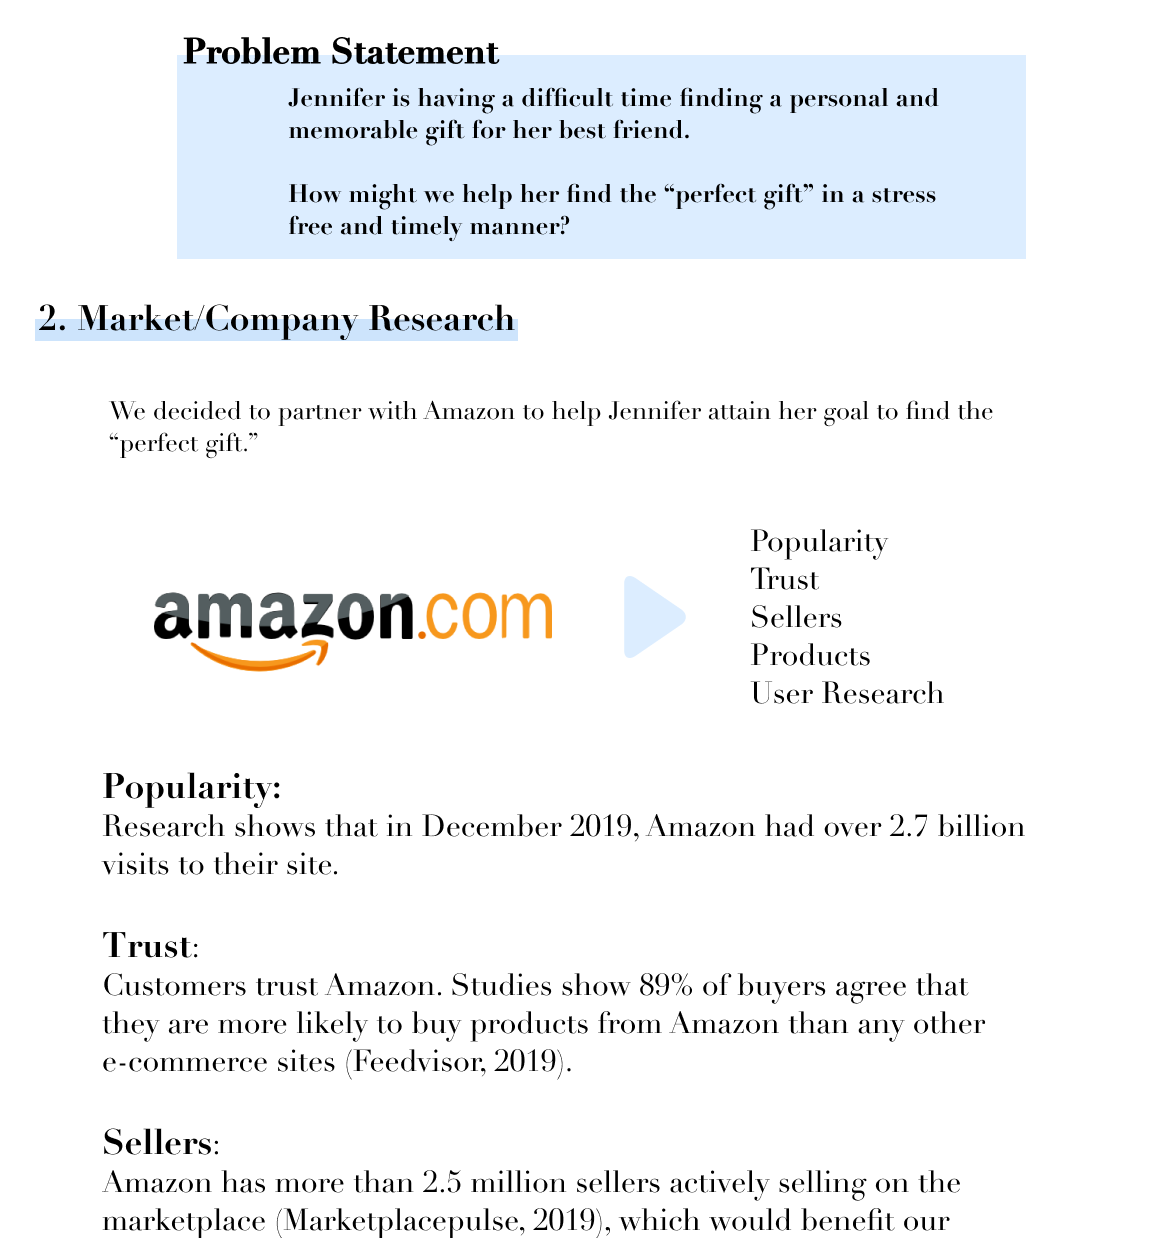 Problem Statement
Jennifer is having a difficult time finding a personal and
memorable gift for her best friend.
How might we help her find the “perfect gift” in a stress
free and timely manner?
2. Market/Company Research
We decided to partner with Amazon to help Jennifer attain her goal to find the
“perfect gift.”
amazon.com
Popularity
Trust
Sellers
Products
User Research
Popularity:
Research shows that in December 2019, Amazon had over 2.7 billion
visits to their site.
Trust:
Customers trust Amazon. Studies show 89% of buyers agree that
they are more likely to buy products from Amazon than any other
e-commerce sites (Feedvisor, 2019).
Sellers:
Amazon has more than 2.5 million sellers actively selling on the
marketplace (Marketplacepulse, 2019), which would benefit our